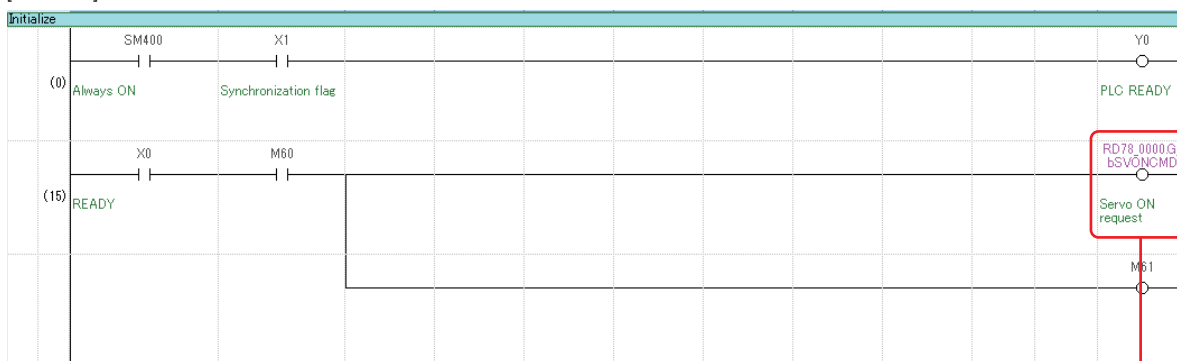 Initialize
SM400 X1 Y0
(0)
Always ON Synchronization flag PLC READY
X0 M60 RD78_0000.G_
bSVONCMD
(15)
READY Servo ON
request
M61